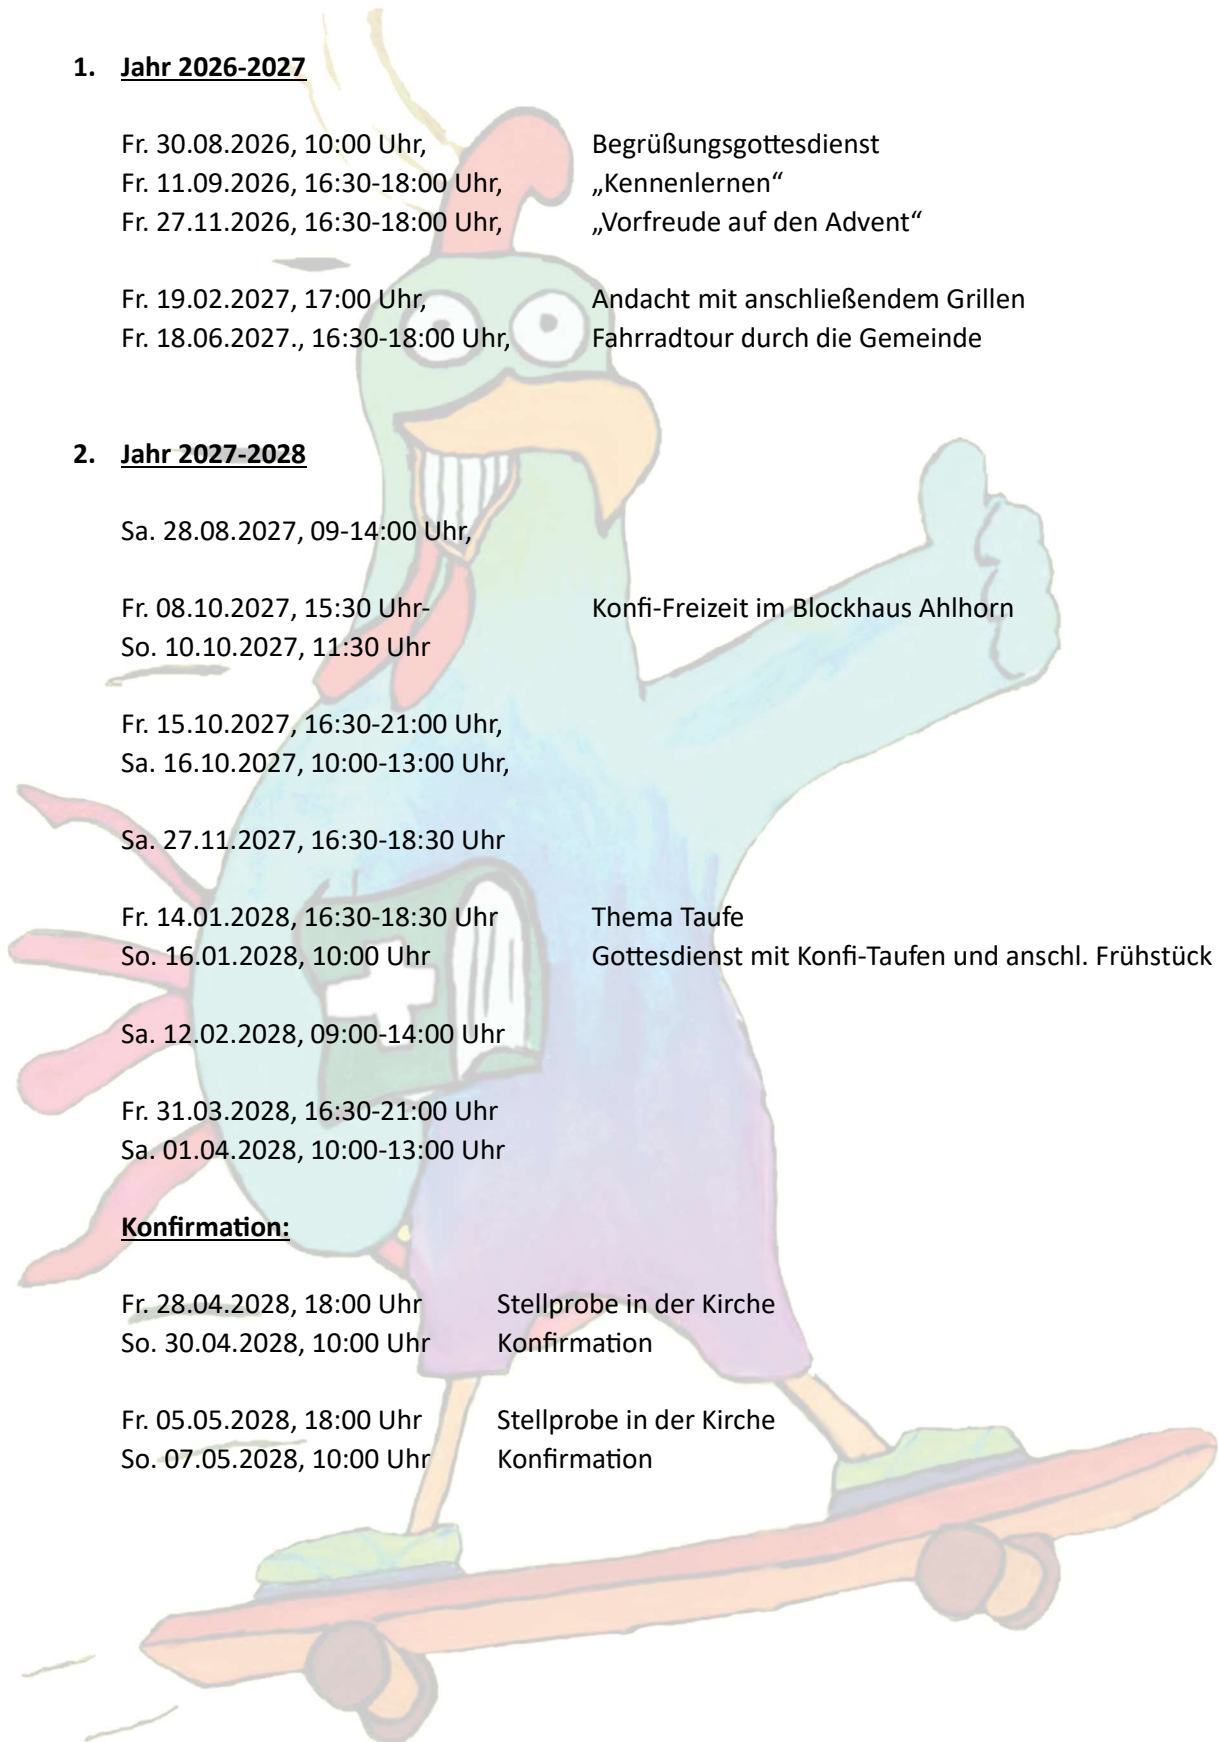 1. Jahr 2026-2027
Fr. 30.08.2026, 10:00 Uhr, Begrüßungsgottesdienst
Fr. 11.09.2026, 16:30-18:00 Uhr, „Kennenlernen“
Fr. 27.11.2026, 16:30-18:00 Uhr, „Vorfreude auf den Advent“
Fr. 19.02.2027, 17:00 Uhr, Andacht mit anschließendem Grillen
Fr. 18.06.2027., 16:30-18:00 Uhr, Fahrradtour durch die Gemeinde
2. Jahr 2027-2028
Sa. 28.08.2027, 09-14:00 Uhr,
Fr. 08.10.2027, 15:30 Uhr- Konfi-Freizeit im Blockhaus Ahlhorn
So. 10.10.2027, 11:30 Uhr
Fr. 15.10.2027, 16:30-21:00 Uhr,
Sa. 16.10.2027, 10:00-13:00 Uhr,
Sa. 27.11.2027, 16:30-18:30 Uhr
Fr. 14.01.2028, 16:30-18:30 Uhr Thema Taufe
So. 16.01.2028, 10:00 Uhr Gottesdienst mit Konfi-Taufen und anschl. Frühstück
Sa. 12.02.2028, 09:00-14:00 Uhr
Fr. 31.03.2028, 16:30-21:00 Uhr
Sa. 01.04.2028, 10:00-13:00 Uhr
Konfirmation:
Fr. 28.04.2028, 18:00 Uhr Stellprobe in der Kirche
So. 30.04.2028, 10:00 Uhr Konfirmation
Fr. 05.05.2028, 18:00 Uhr Stellprobe in der Kirche
So. 07.05.2028, 10:00 Uhr Konfirmation